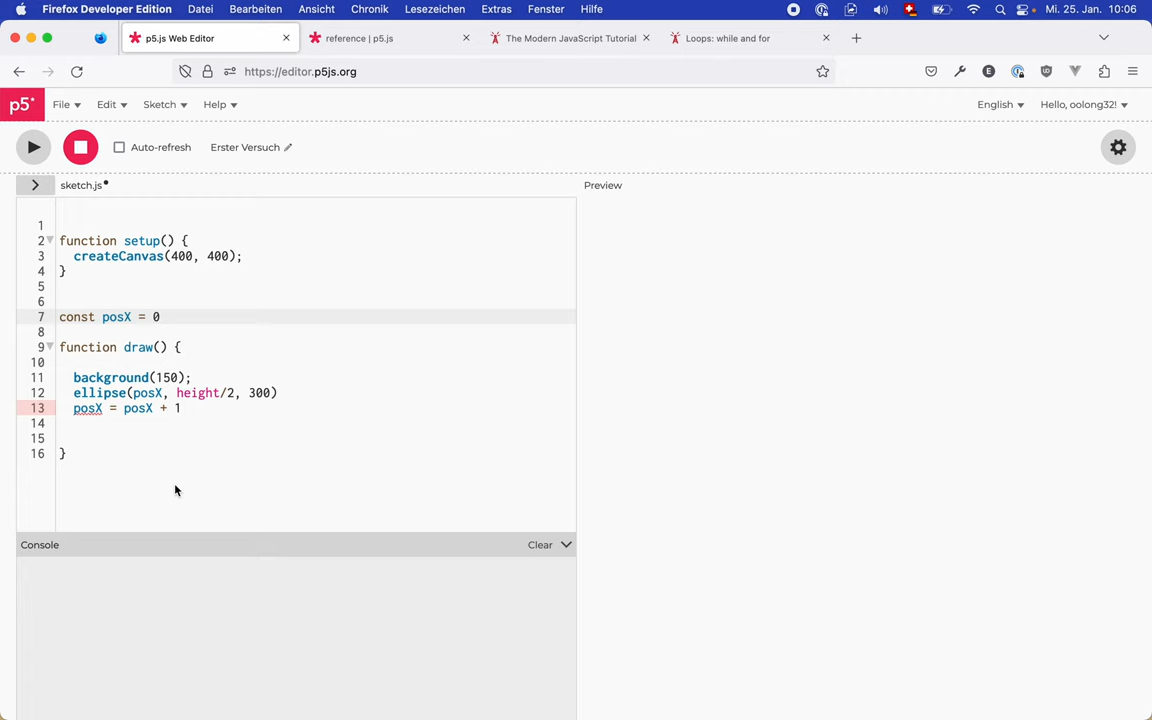 Firefox Developer Edition Datei Bearbeiten Ansicht Chronik Lesezeichen Extras Fenster Hilfe Mi. 25. Jan. 10:06
p5.js Web Editor reference | p5.js The Modern JavaScript Tutorial Loops: while and for
https://editor.p5js.org
p5* File Edit Sketch Help English Hello, oolong32!
Auto-refresh Erster Versuch
sketch.js Preview
1
2 function setup() {
3 createCanvas(400, 400);
4 }
5
6
7 const posX = 0
8
9 function draw() {
10
11 background(150);
12 ellipse(posX, height/2, 300)
13 posX = posX + 1
14
15
16 }
Console Clear